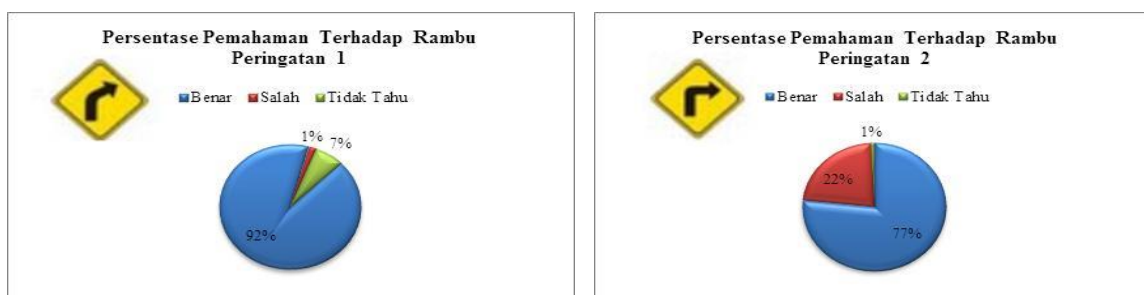 Persentase Pemahaman Terhadap Rambu
Peringatan 1
Benar Salah Tidak Tahu
1%
7%
92%
Persentase Pemahaman Terhadap Rambu
Peringatan 2
Benar Salah Tidak Tahu
1%
22%
77%